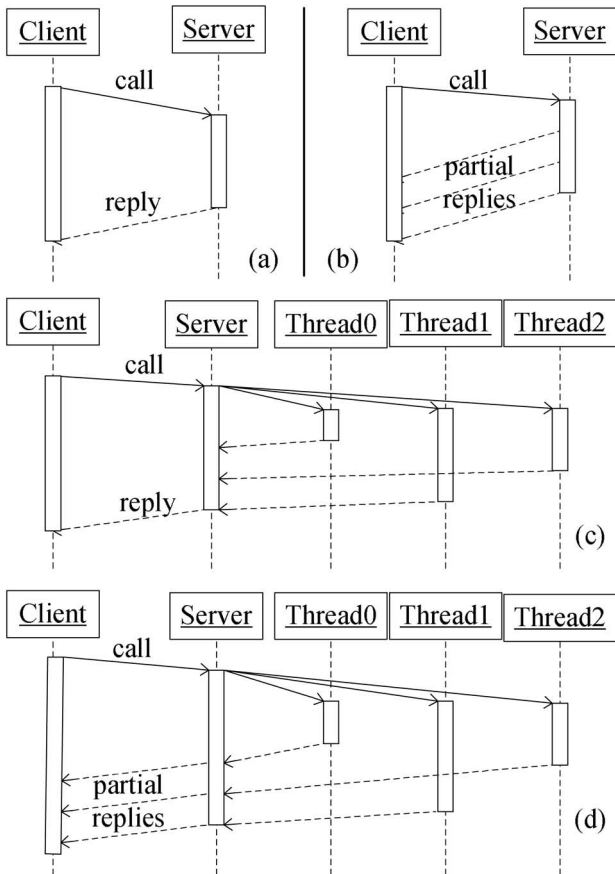 Client
Server
call
reply
(a)
Client
Server
call
partial
replies
(b)
Client
Server
Thread0
Thread1
Thread2
call
reply
(c)
Client
Server
Thread0
Thread1
Thread2
call
partial
replies
(d)